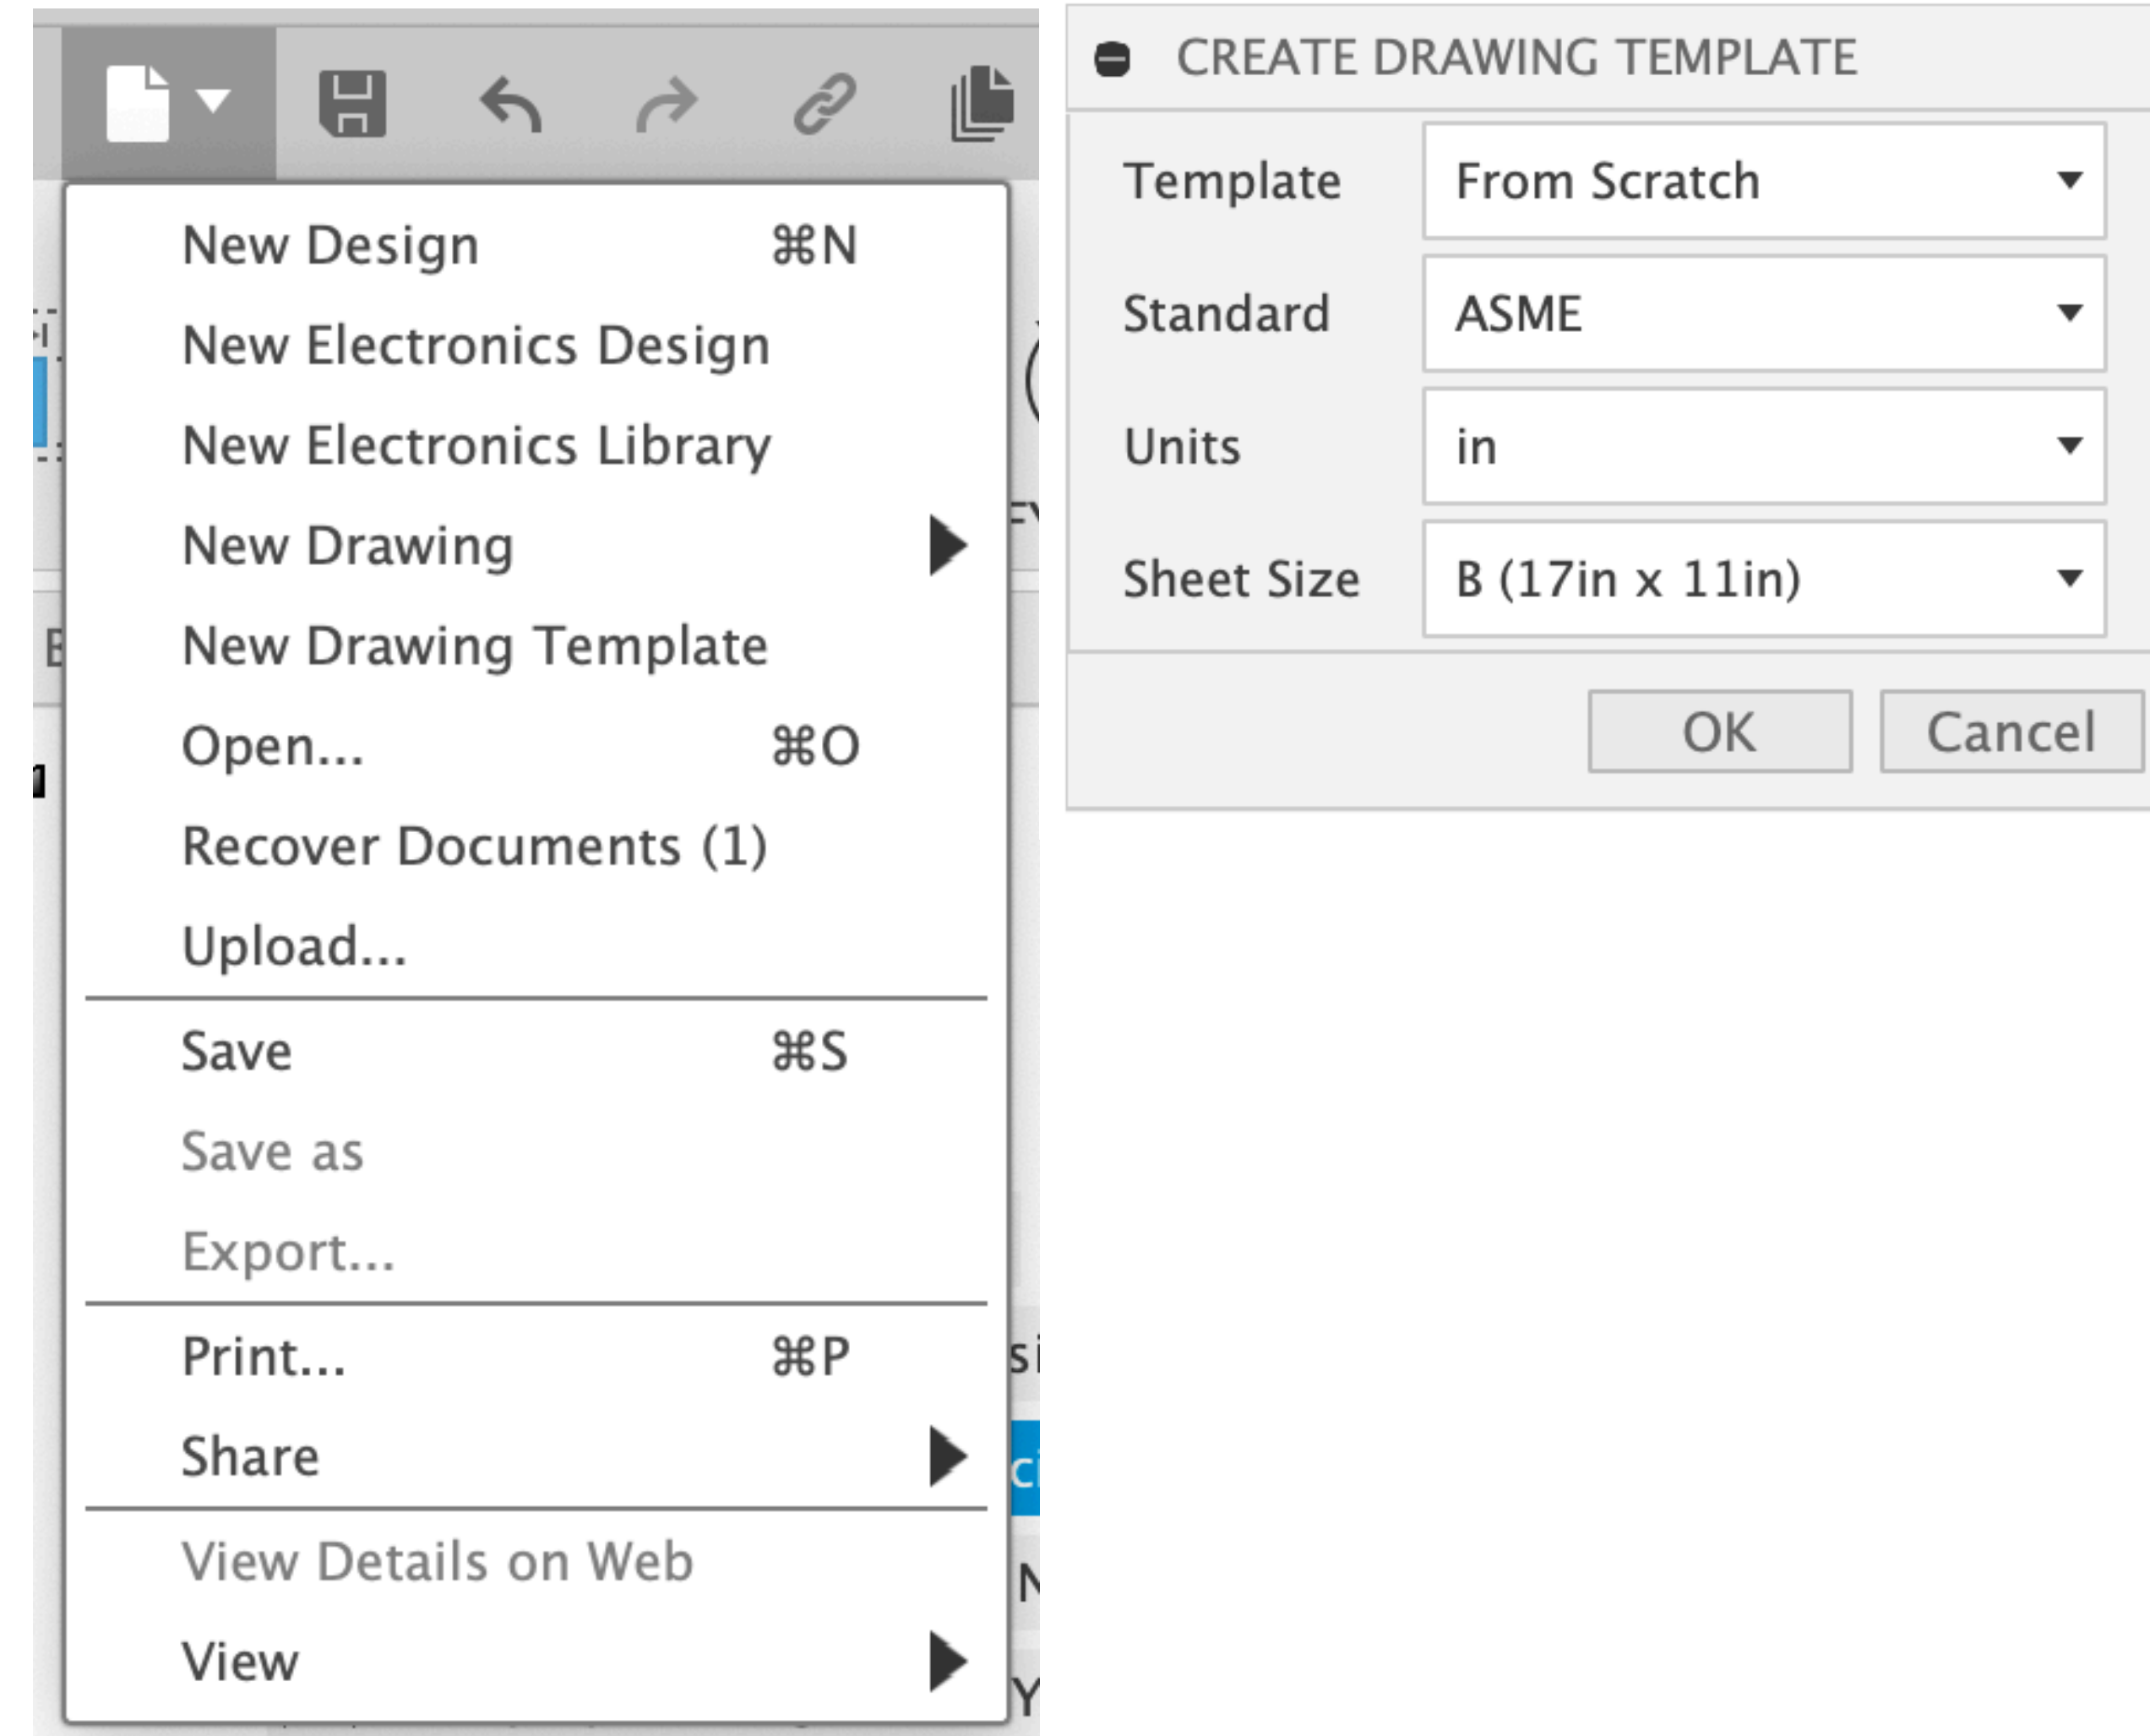 New Design ⌘N
New Electronics Design
New Electronics Library
New Drawing
New Drawing Template
Open... ⌘O
Recover Documents (1)
Upload...
Save ⌘S
Save as
Export...
Print... ⌘P
Share
View Details on Web
View
CREATE DRAWING TEMPLATE
Template From Scratch
Standard ASME
Units in
Sheet Size B (17in x 11in)
OK Cancel